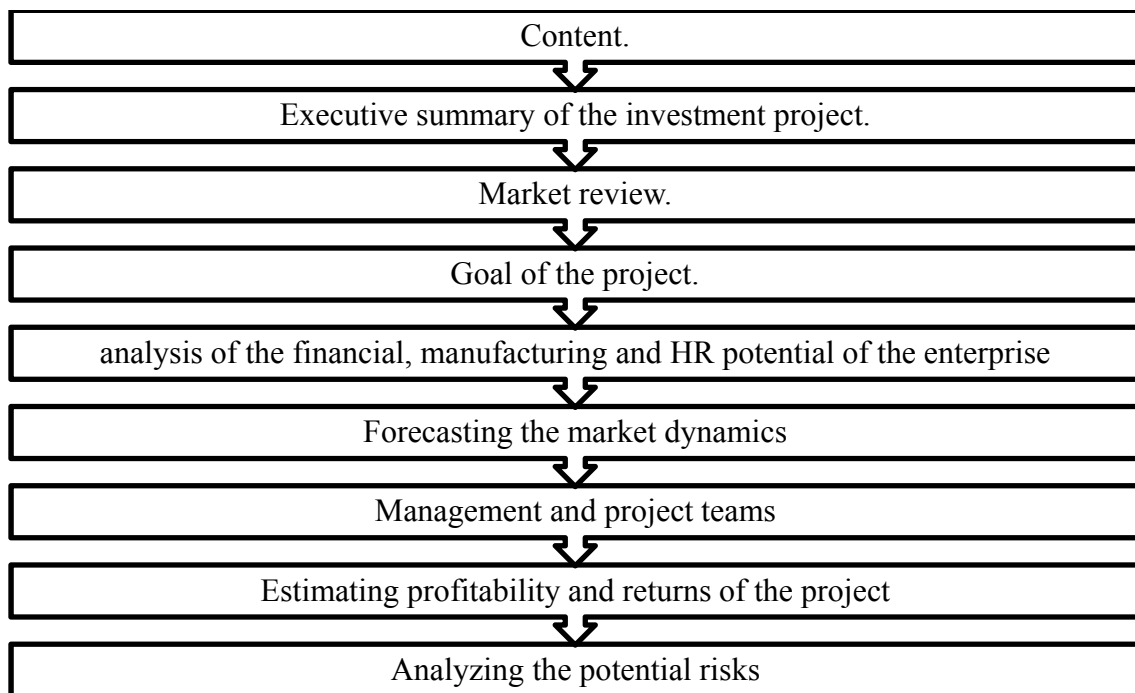 Content.
Executive summary of the investment project.
Market review.
Goal of the project.
analysis of the financial, manufacturing and HR potential of the enterprise
Forecasting the market dynamics
Management and project teams
Estimating profitability and returns of the project
Analyzing the potential risks